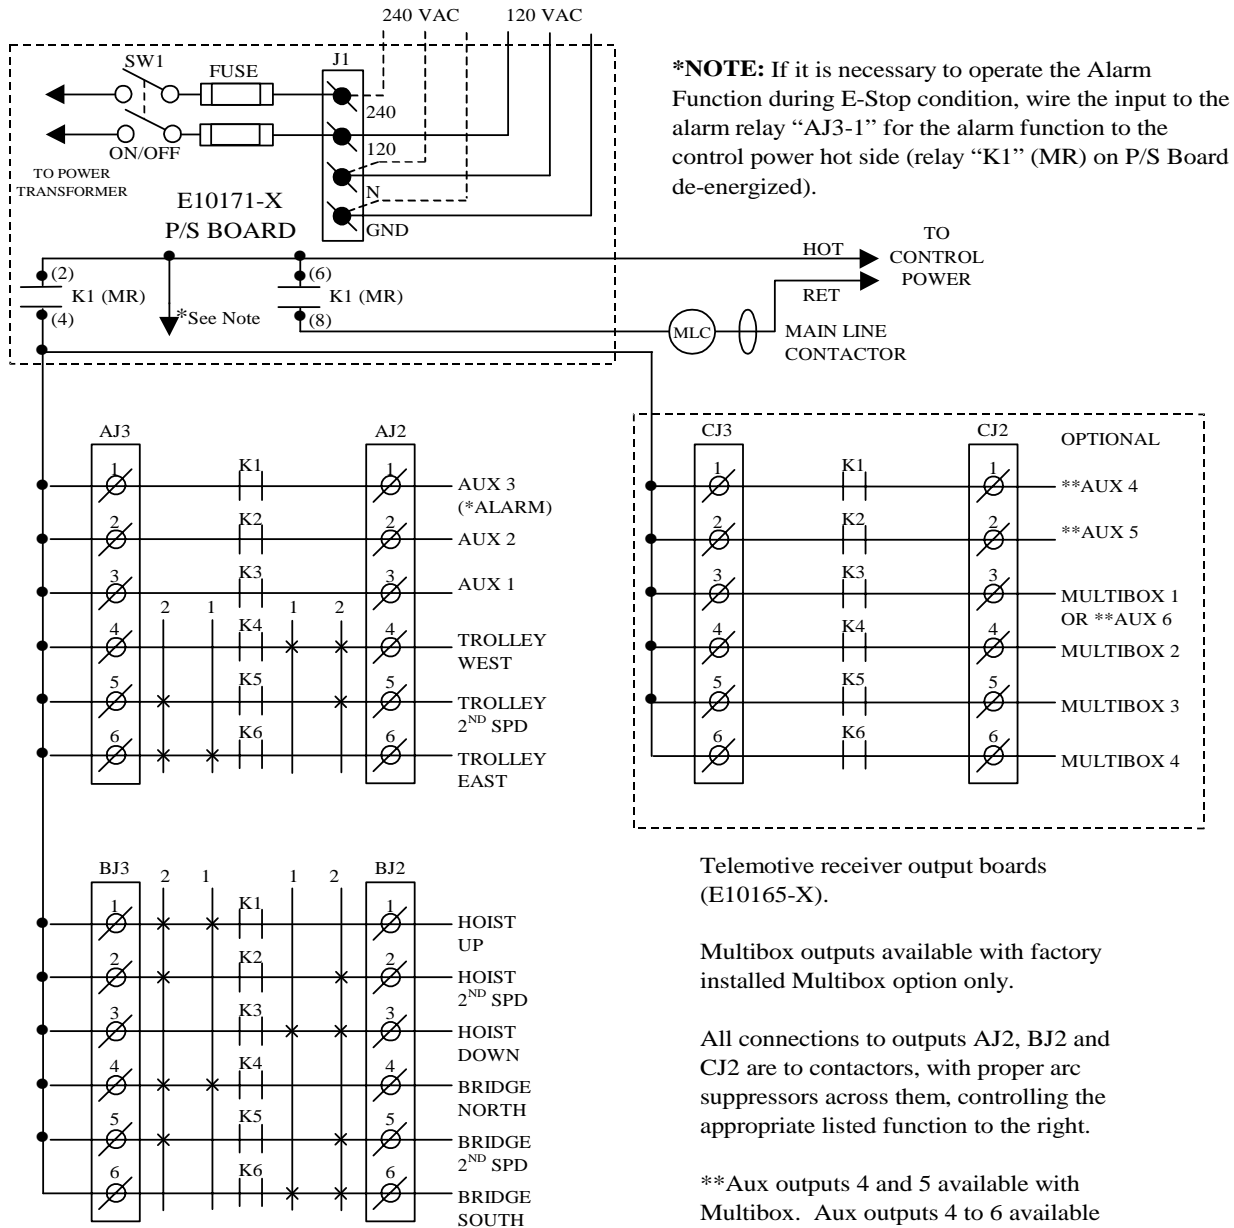 240 VAC
120 VAC
SW1
FUSE
J1
240
120
N
GND
ON/OFF
TO POWER
TRANSFORMER
E10171-X
P/S BOARD
*NOTE: If it is necessary to operate the Alarm
Function during E-Stop condition, wire the input to the
alarm relay “AJ3-1” for the alarm function to the
control power hot side (relay “K1” (MR) on P/S Board
de-energized).
(2)
K1 (MR)
(4)
*See Note
(6)
K1 (MR)
(8)
HOT
RET
TO
CONTROL
POWER
MLC
MAIN LINE
CONTACTOR
AJ3
AJ2
1 K1 1 AUX 3
(*ALARM)
2 K2 2 AUX 2
3 K3 3 AUX 1
2 1 1 2
4 K4 4 TROLLEY
WEST
5 K5 5 TROLLEY
2ND SPD
6 K6 6 TROLLEY
EAST
CJ3
CJ2
OPTIONAL
1 K1 1 **AUX 4
2 K2 2 **AUX 5
3 K3 3 MULTIBOX 1
OR **AUX 6
4 K4 4 MULTIBOX 2
5 K5 5 MULTIBOX 3
6 K6 6 MULTIBOX 4
BJ3 2 1 1 2 BJ2
1 K1 1 HOIST
UP
2 K2 2 HOIST
2ND SPD
3 K3 3 HOIST
DOWN
4 K4 4 BRIDGE
NORTH
5 K5 5 BRIDGE
2ND SPD
6 K6 6 BRIDGE
SOUTH
Telemotive receiver output boards
(E10165-X).
Multibox outputs available with factory
installed Multibox option only.
All connections to outputs AJ2, BJ2 and
CJ2 are to contactors, with proper arc
suppressors across them, controlling the
appropriate listed function to the right.
**Aux outputs 4 and 5 available with
Multibox.  Aux outputs 4 to 6 available